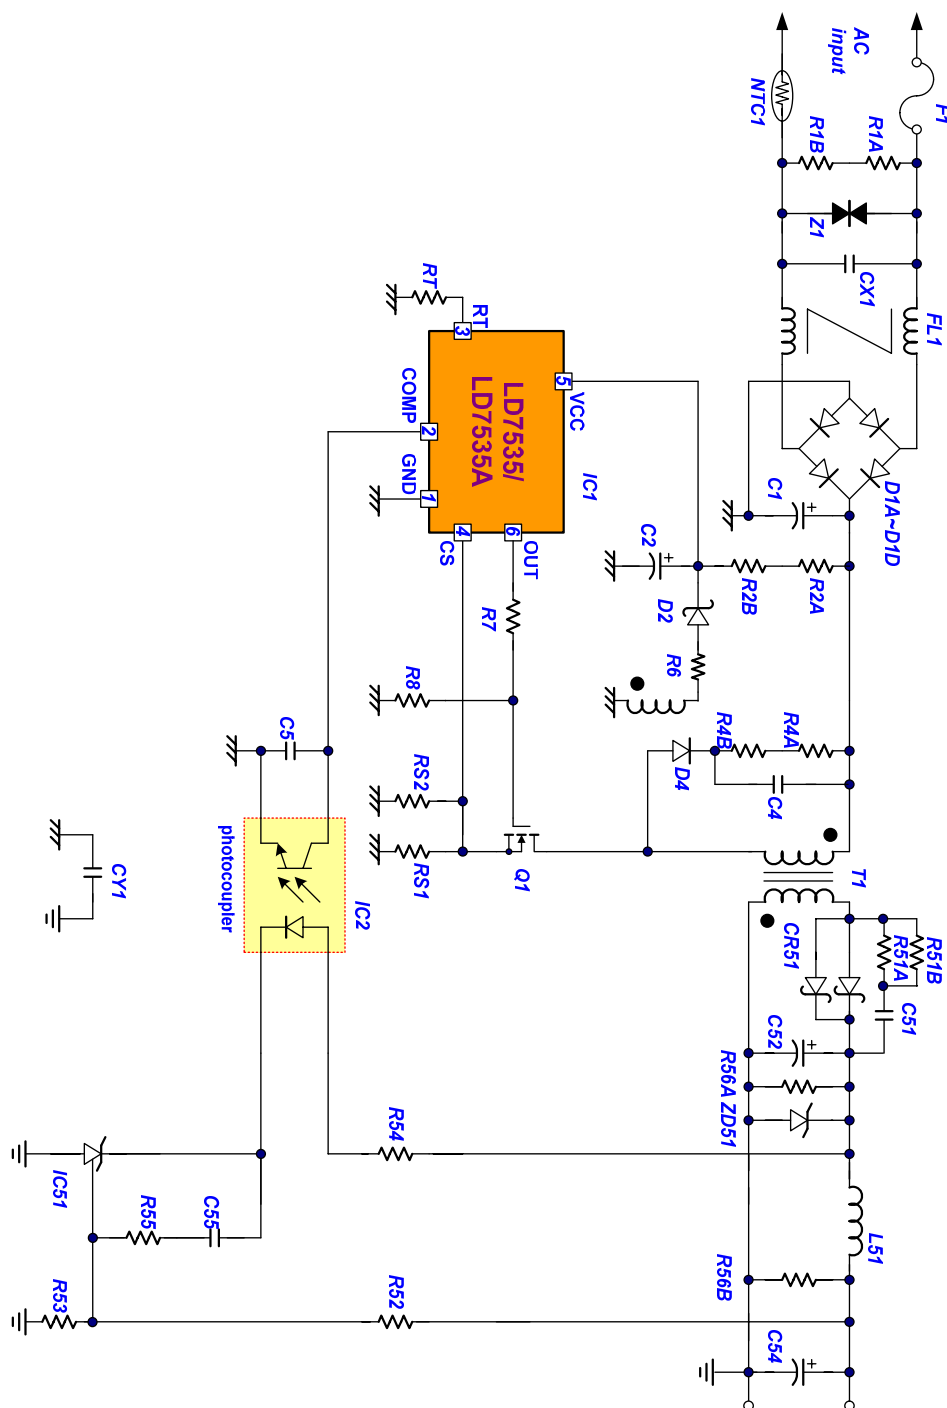 F1
AC
input
NTC1
R1A
R1B
Z1
CX1
FL1
D1A~D1D
C1
R2A
R2B
C2
D2
R6
R4A
R4B
C4
D4
T1
R51B
R51A
C51
CR51
C52
R56A
ZD51
L51
R56B
C54
IC1
LD7535/
LD7535A
VCC
5
RT
3
RT
COMP
2
GND
1
CS
4
OUT
6
R7
R8
RS2
RS1
Q1
C5
IC2
photocoupler
CY1
R54
R52
C55
R55
IC51
R53